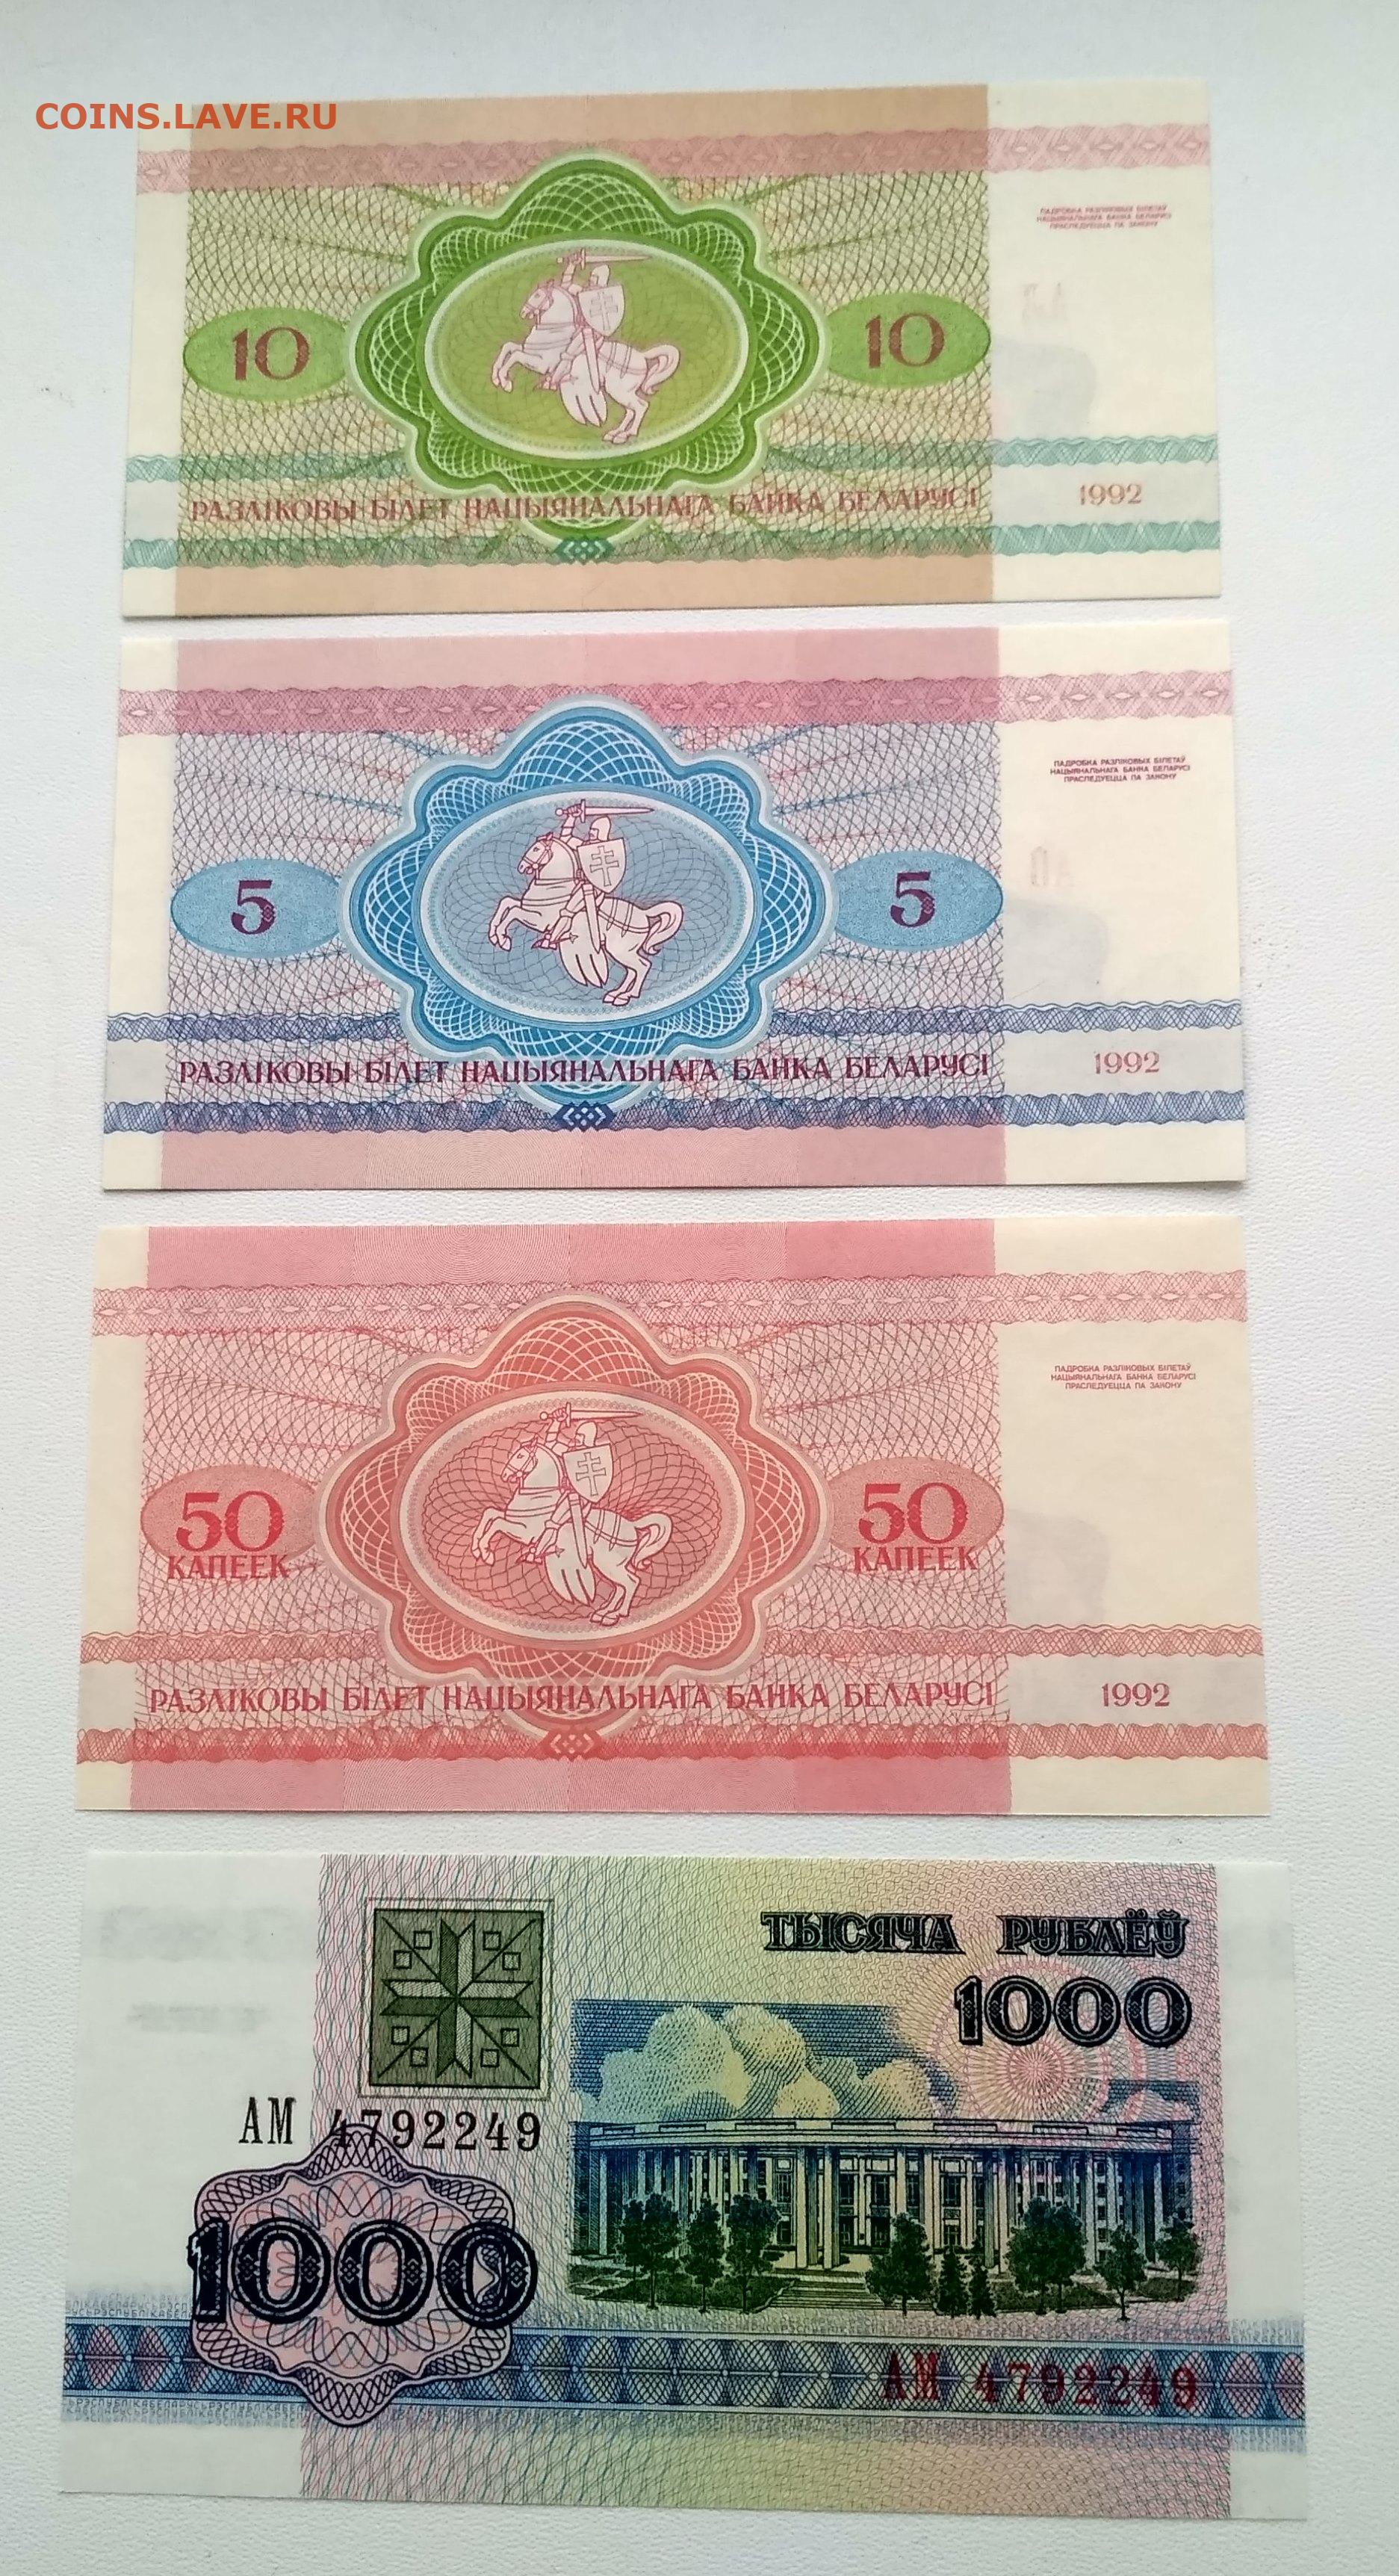 COINS.LAVE.RU
ПАДРОБКА РАЗЛІКОВЫХ БІЛЕТАЎ
НАЦЫЯНАЛЬНАГА БАНКА БЕЛАРУСІ
ПРАСЛЕДУЕЦЦА ПА ЗАКОНУ
10 10
РАЗЛІКОВЫ БІЛЕТ НАЦЫЯНАЛЬНАГА БАНКА БЕЛАРУСІ 1992
ПАДРОБКА РАЗЛІКОВЫХ БІЛЕТАЎ
НАЦЫЯНАЛЬНАГА БАНКА БЕЛАРУСІ
ПРАСЛЕДУЕЦЦА ПА ЗАКОНУ
5 5
РАЗЛІКОВЫ БІЛЕТ НАЦЫЯНАЛЬНАГА БАНКА БЕЛАРУСІ 1992
ПАДРОБКА РАЗЛІКОВЫХ БІЛЕТАЎ
НАЦЫЯНАЛЬНАГА БАНКА БЕЛАРУСІ
ПРАСЛЕДУЕЦЦА ПА ЗАКОНУ
50 50
КАПЕЕК КАПЕЕК
РАЗЛІКОВЫ БІЛЕТ НАЦЫЯНАЛЬНАГА БАНКА БЕЛАРУСІ 1992
ТЫСЯЧА РУБЛЁЎ
1000
АМ 4792249
1000
АМ 4792249